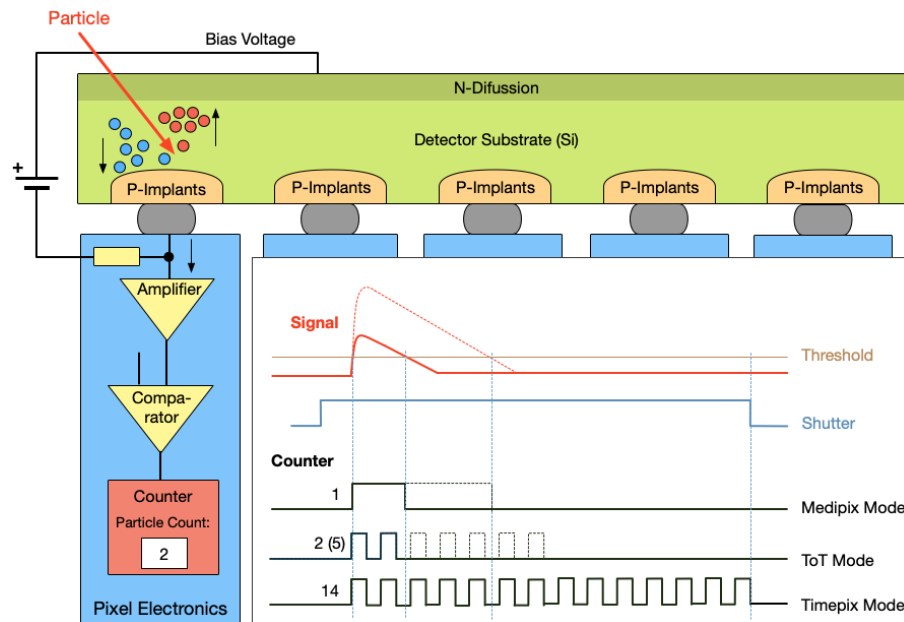 Particle
Bias Voltage
N-Difussion
Detector Substrate (Si)
+
P-Implants
P-Implants
P-Implants
P-Implants
P-Implants
Amplifier
Compa-
rator
Counter
Particle Count:
2
Pixel Electronics
Signal
Threshold
Shutter
Counter
1
Medipix Mode
2 (5)
ToT Mode
14
Timepix Mode